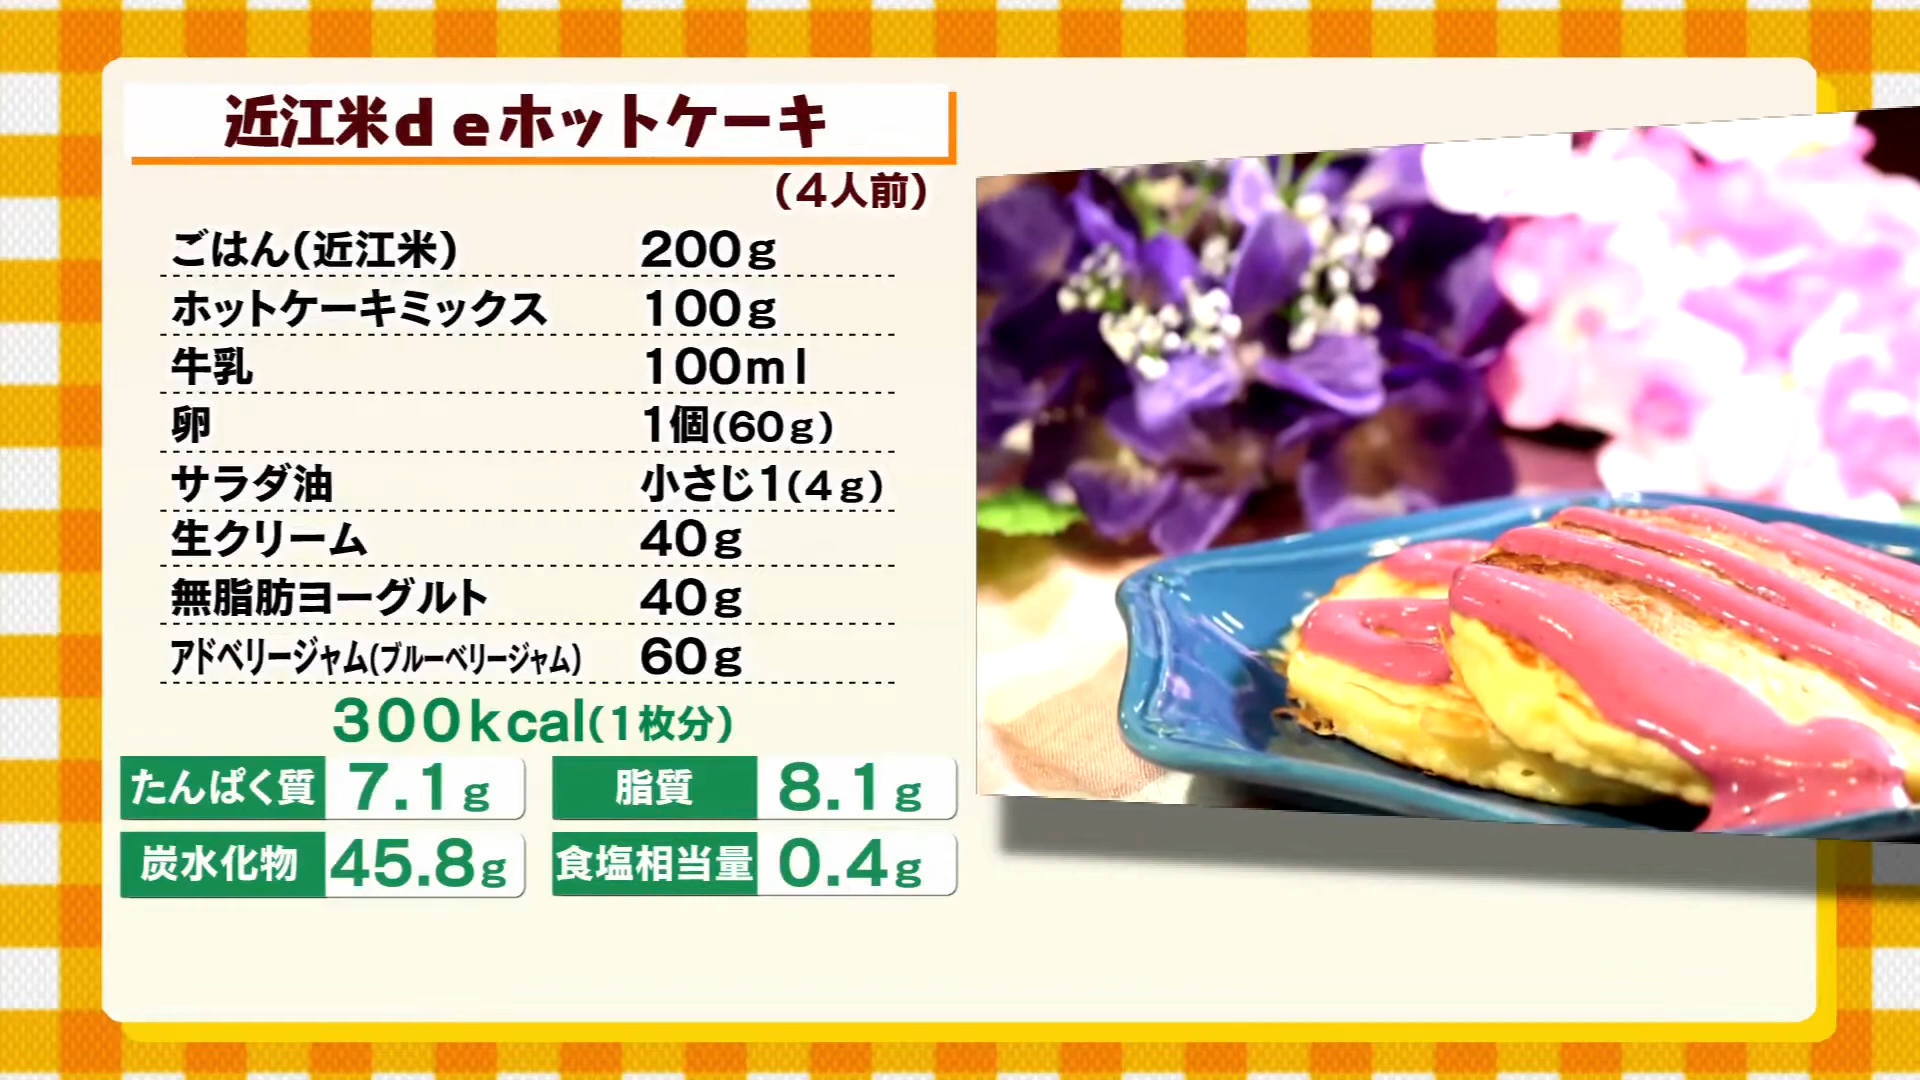 近江米deホットケーキ
(4人前)
ごはん(近江米) 200g
ホットケーキミックス 100g
牛乳 100ml
卵 1個(60g)
サラダ油 小さじ1(4g)
生クリーム 40g
無脂肪ヨーグルト 40g
アドベリージャム(ブルーベリージャム) 60g
300kcal(1枚分)
たんぱく質 7.1g 脂質 8.1g
炭水化物 45.8g 食塩相当量 0.4g